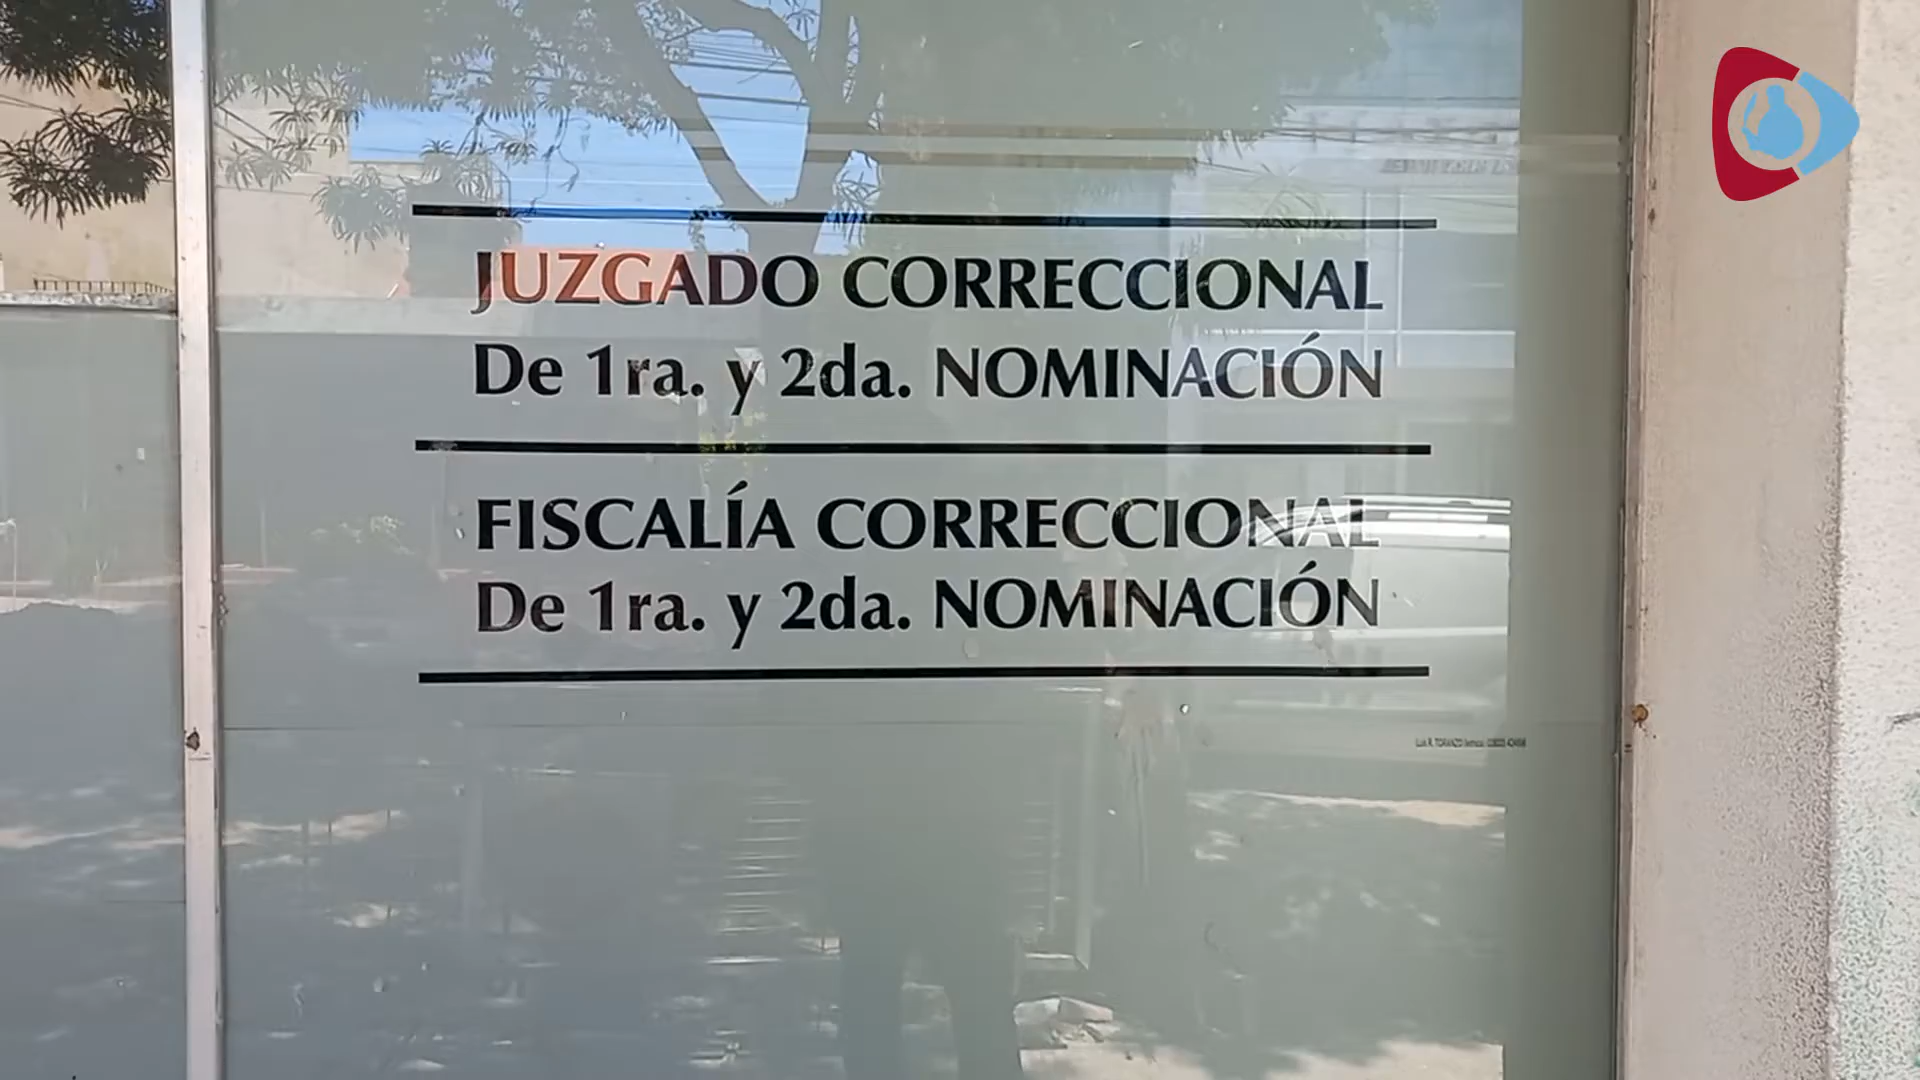 JUZGADO CORRECCIONAL
De 1ra. y 2da. NOMINACIÓN
FISCALÍA CORRECCIONAL
De 1ra. y 2da. NOMINACIÓN